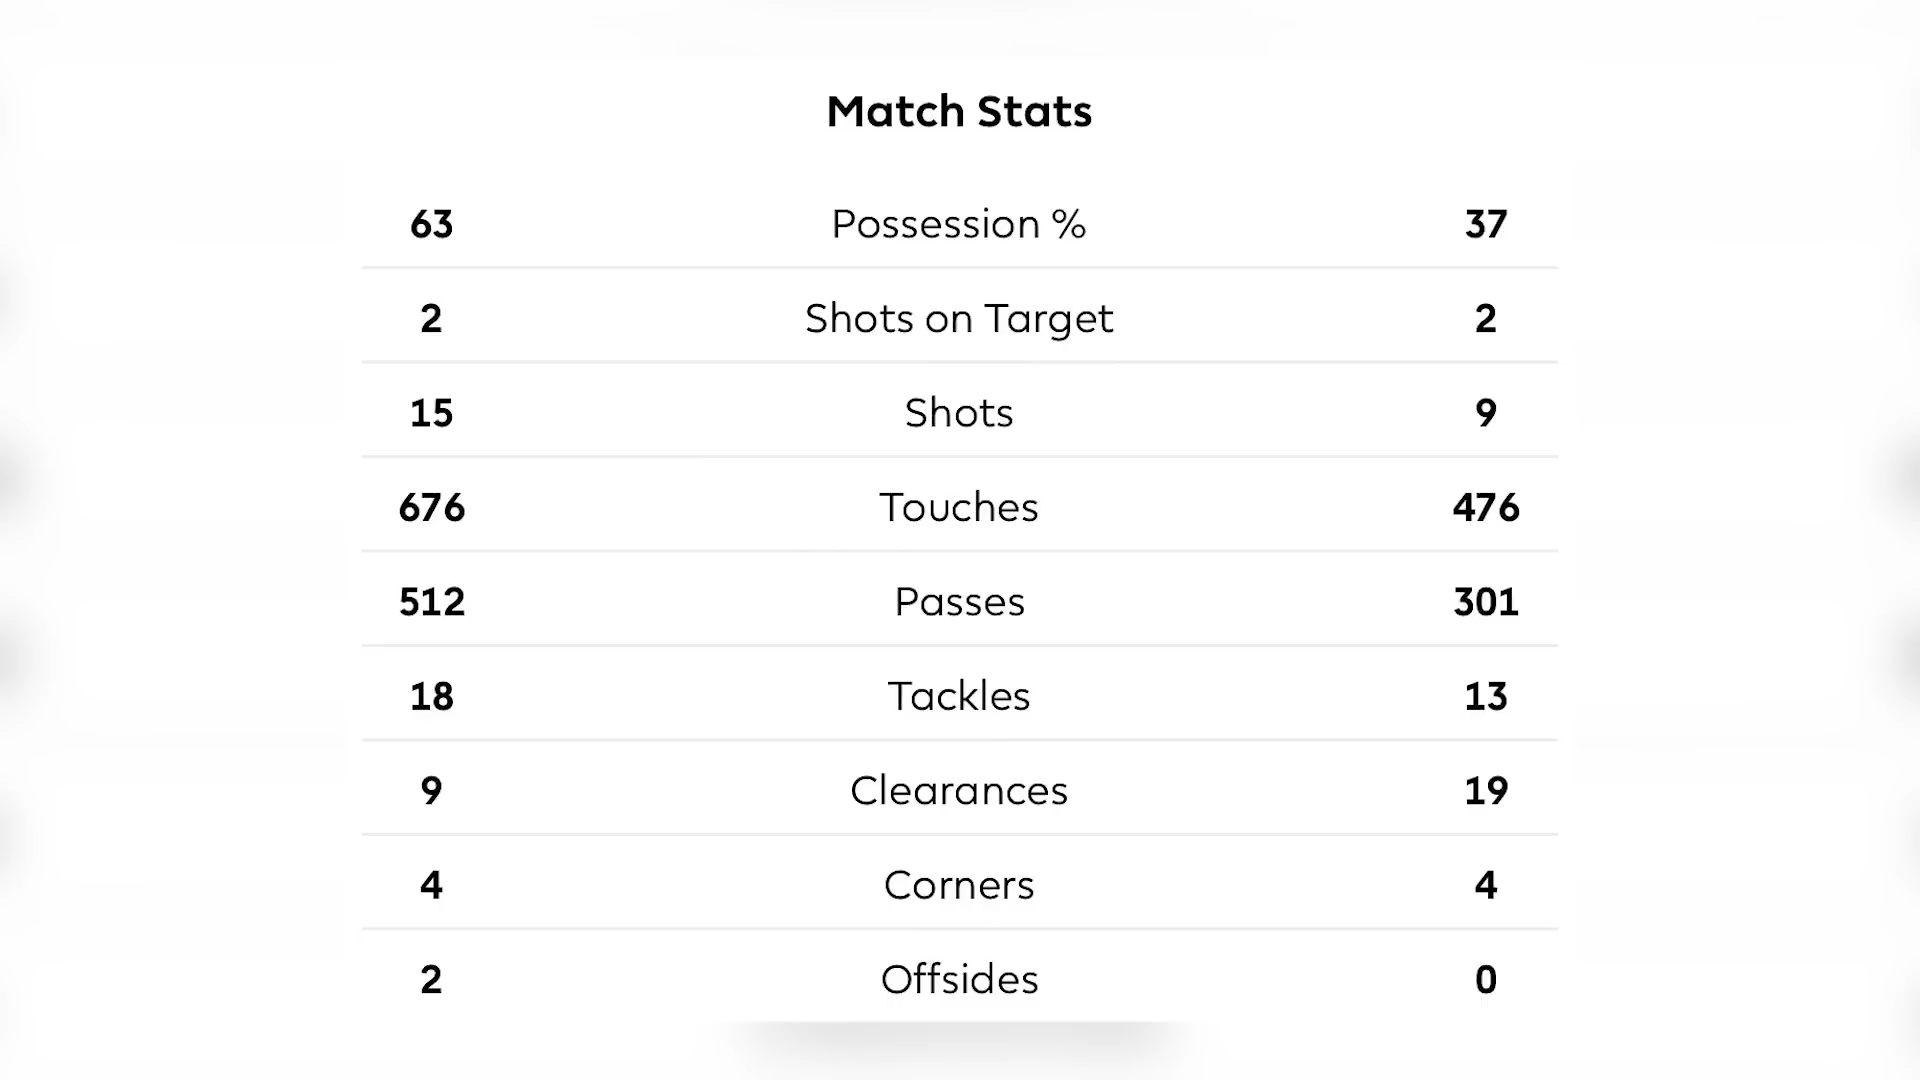 Match Stats
63 Possession % 37
2 Shots on Target 2
15 Shots 9
676 Touches 476
512 Passes 301
18 Tackles 13
9 Clearances 19
4 Corners 4
2 Offsides 0